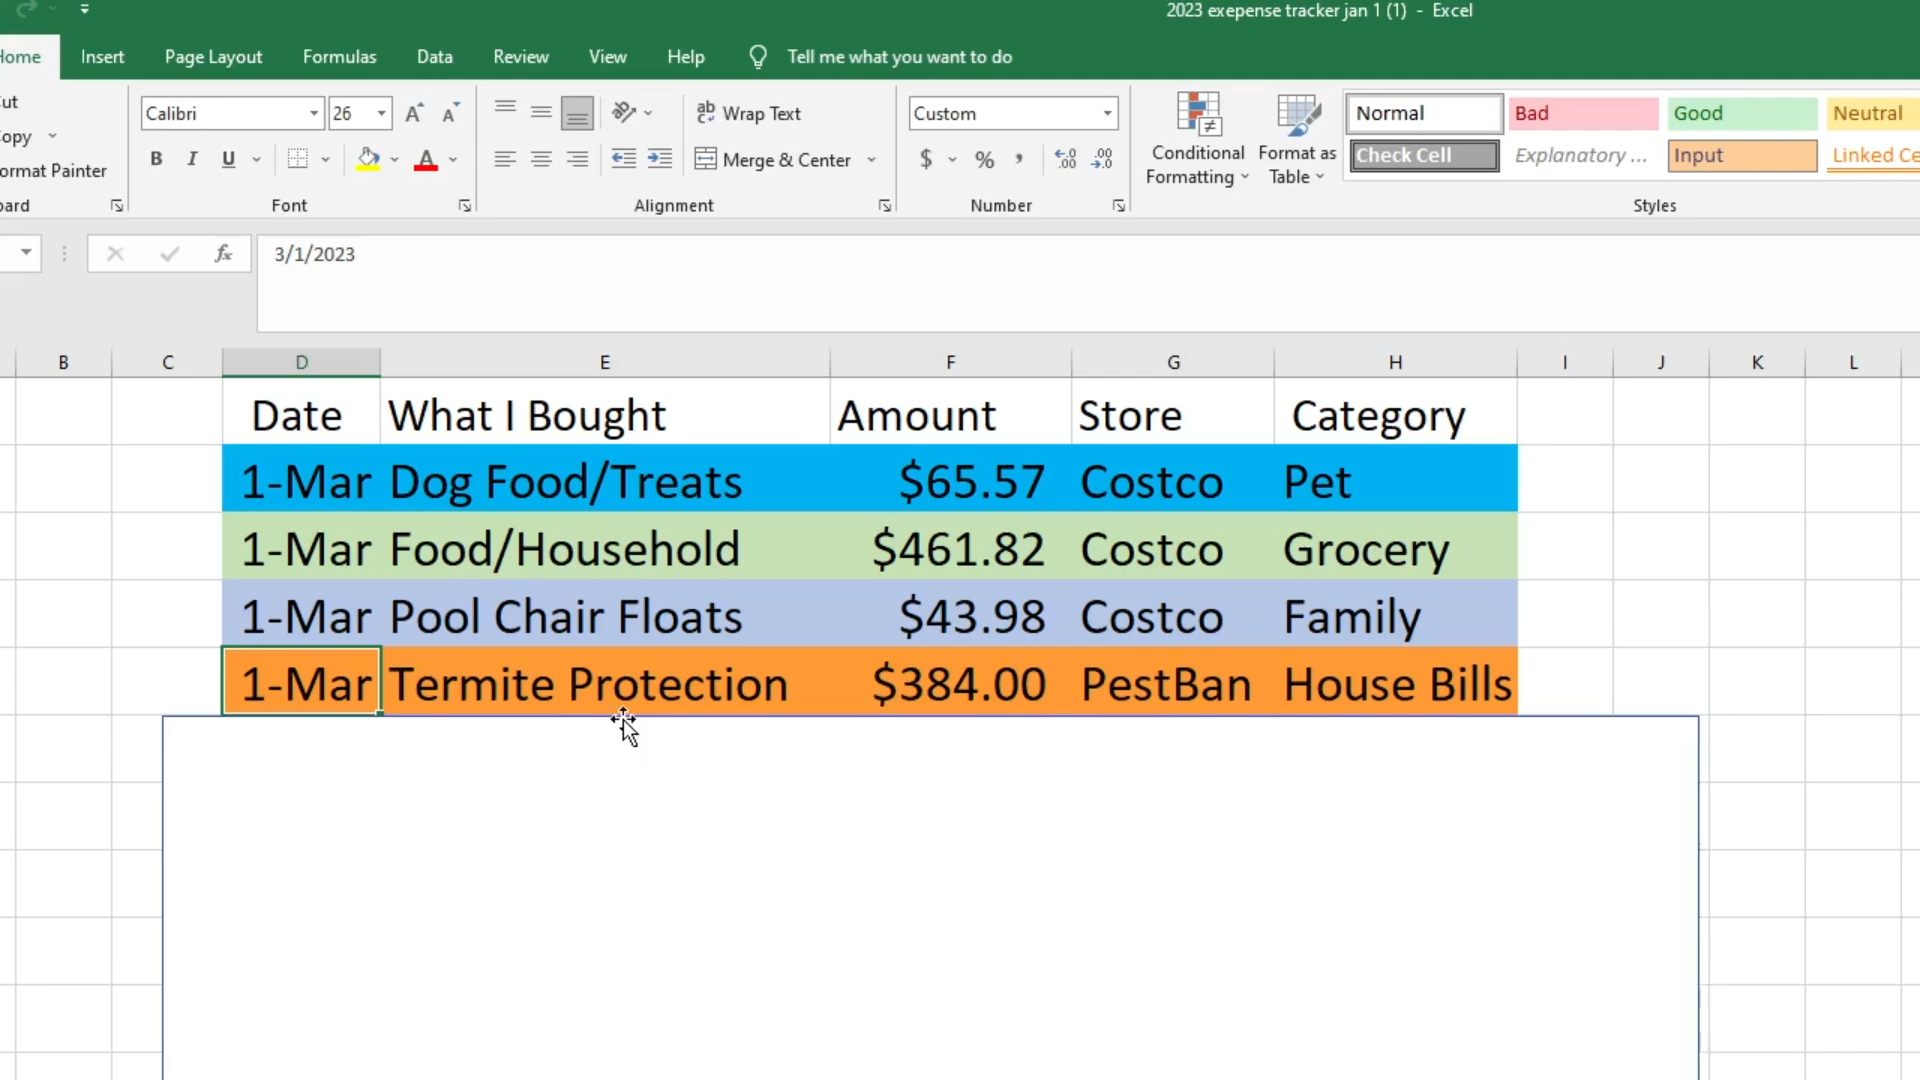 2023 exepense tracker jan 1 (1) - Excel
Home Insert Page Layout Formulas Data Review View Help Tell me what you want to do
Calibri 26 Wrap Text Custom Normal Bad Good Neutral
Merge & Center $ % Conditional Formatting Format as Table Check Cell Explanatory ... Input Linked Ce
ormat Painter
Font Alignment Number Styles
fx 3/1/2023
B C D E F G H I J K L
Date What I Bought Amount Store Category
1-Mar Dog Food/Treats $65.57 Costco Pet
1-Mar Food/Household $461.82 Costco Grocery
1-Mar Pool Chair Floats $43.98 Costco Family
1-Mar Termite Protection $384.00 PestBan House Bills